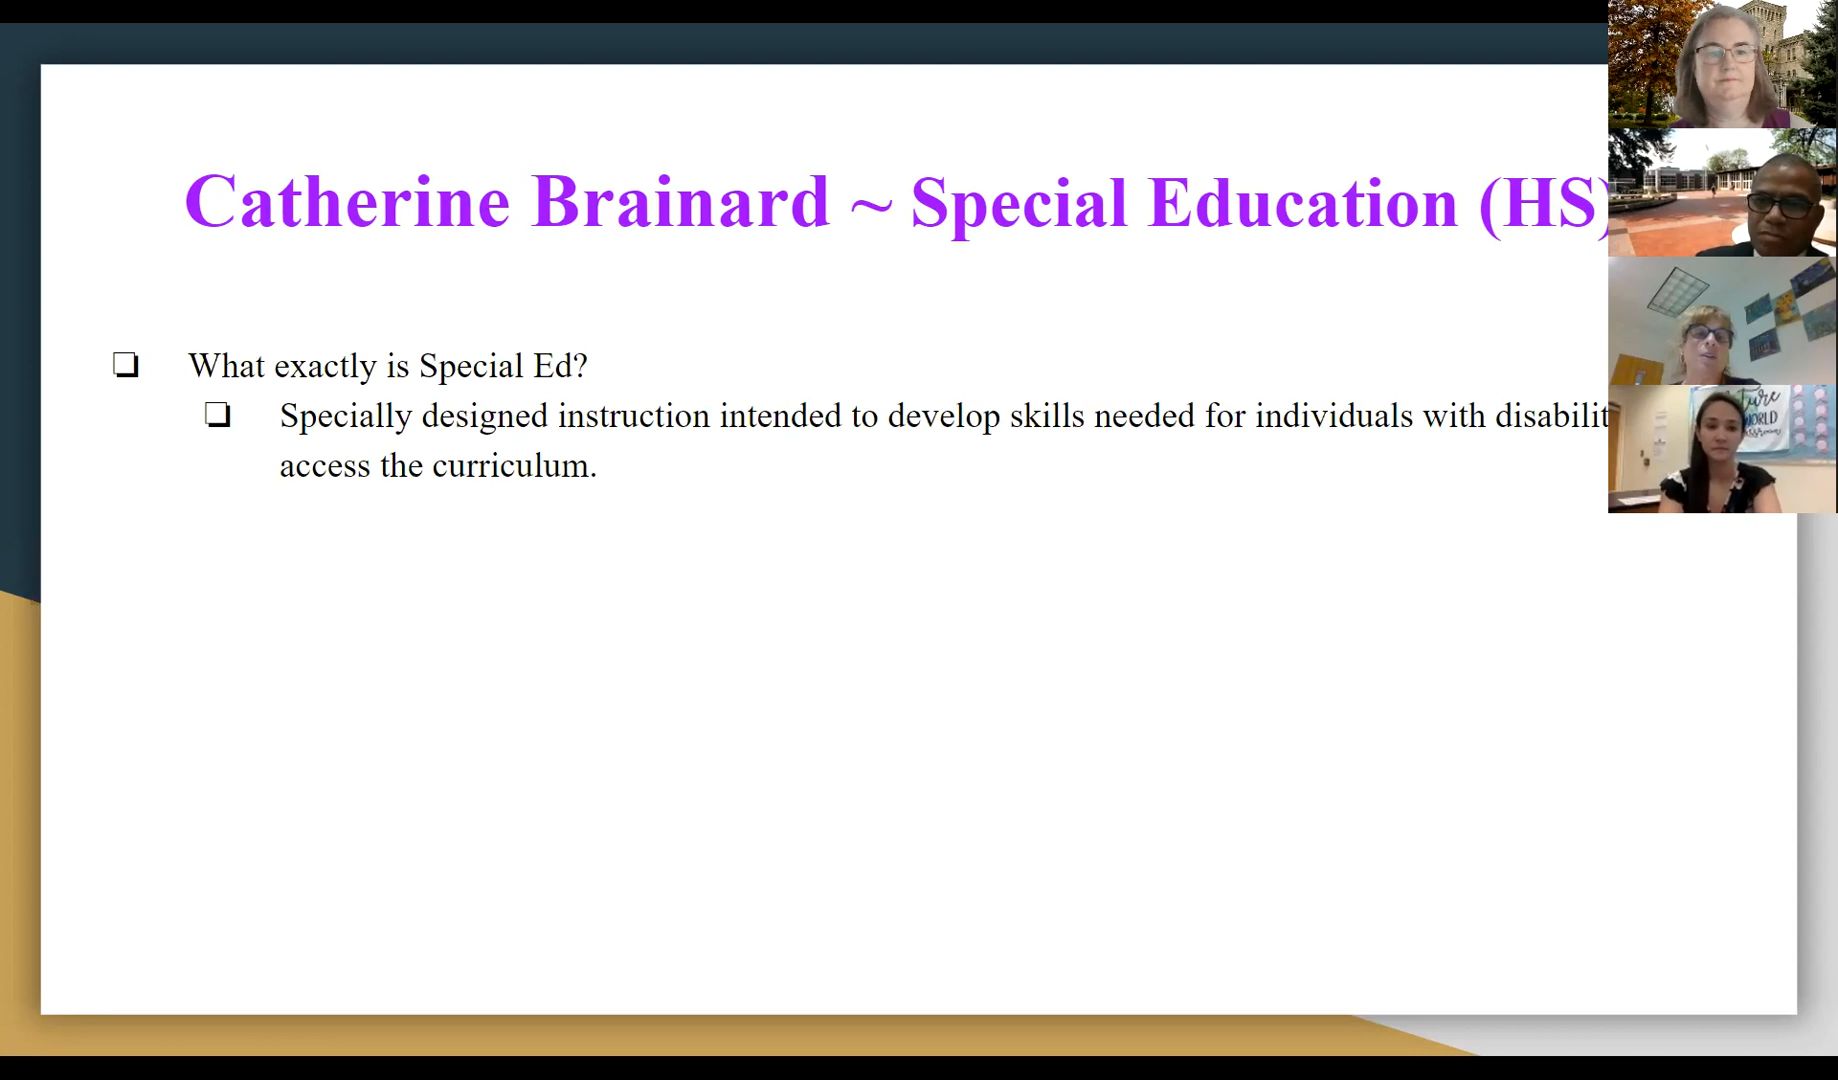 Catherine Brainard ~ Special Education (HS)
❏ What exactly is Special Ed?
❏ Specially designed instruction intended to develop skills needed for individuals with disabilit
access the curriculum.
WORLD